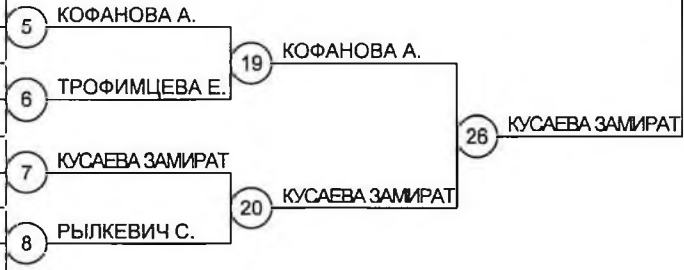 5 КОФАНОВА А.
19 КОФАНОВА А.
6 ТРОФИМЦЕВА Е.
26 КУСАЕВА ЗАМИРАТ
7 КУСАЕВА ЗАМИРАТ
20 КУСАЕВА ЗАМИРАТ
8 РЫЛКЕВИЧ С.